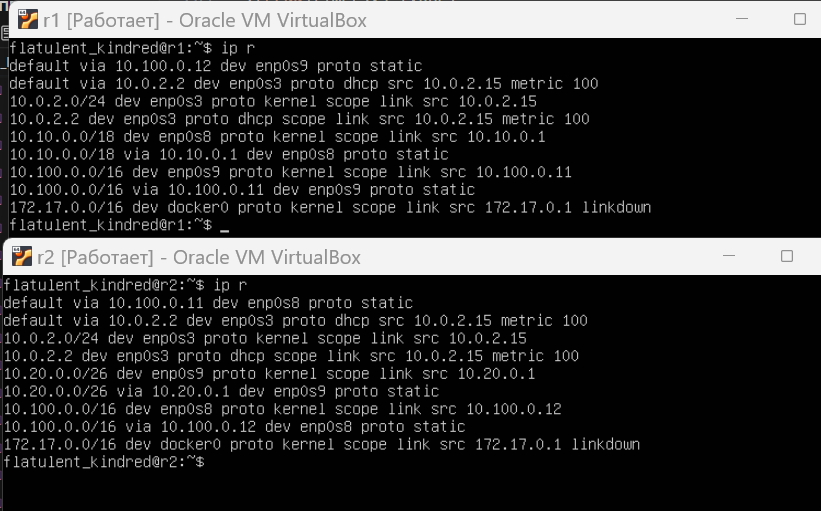 r1 [Работает] - Oracle VM VirtualBox
flatulent_kindred@r1:~$ ip r
default via 10.100.0.12 dev enp0s9 proto static
default via 10.0.2.2 dev enp0s3 proto dhcp src 10.0.2.15 metric 100
10.0.2.0/24 dev enp0s3 proto kernel scope link src 10.0.2.15
10.0.2.2 dev enp0s3 proto dhcp scope link src 10.0.2.15 metric 100
10.10.0.0/18 dev enp0s8 proto kernel scope link src 10.10.0.1
10.10.0.0/18 via 10.10.0.1 dev enp0s8 proto static
10.100.0.0/16 dev enp0s9 proto kernel scope link src 10.100.0.11
10.100.0.0/16 via 10.100.0.11 dev enp0s9 proto static
172.17.0.0/16 dev docker0 proto kernel scope link src 172.17.0.1 linkdown
flatulent_kindred@r1:~$ _
r2 [Работает] - Oracle VM VirtualBox
flatulent_kindred@r2:~$ ip r
default via 10.100.0.11 dev enp0s8 proto static
default via 10.0.2.2 dev enp0s3 proto dhcp src 10.0.2.15 metric 100
10.0.2.0/24 dev enp0s3 proto kernel scope link src 10.0.2.15
10.0.2.2 dev enp0s3 proto dhcp scope link src 10.0.2.15 metric 100
10.20.0.0/26 dev enp0s9 proto kernel scope link src 10.20.0.1
10.20.0.0/26 via 10.20.0.1 dev enp0s9 proto static
10.100.0.0/16 dev enp0s8 proto kernel scope link src 10.100.0.12
10.100.0.0/16 via 10.100.0.12 dev enp0s8 proto static
172.17.0.0/16 dev docker0 proto kernel scope link src 172.17.0.1 linkdown
flatulent_kindred@r2:~$